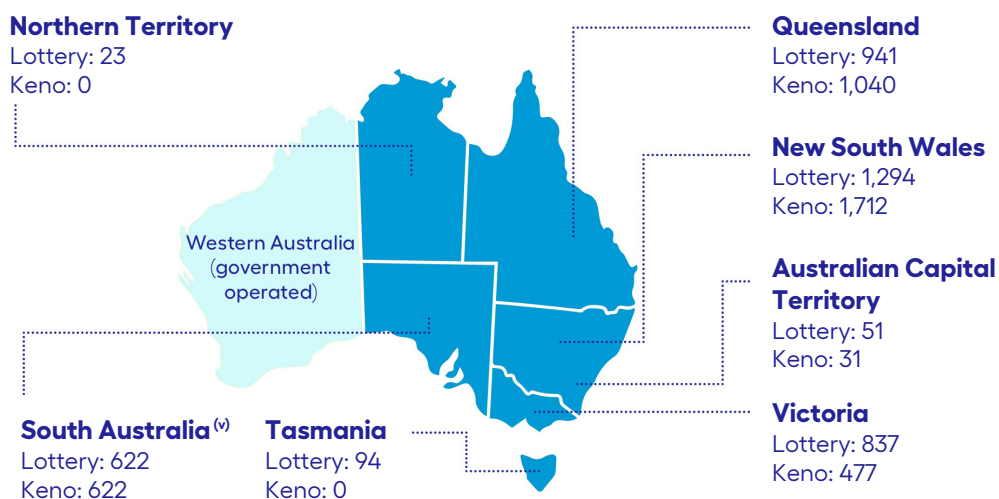 Northern Territory
Lottery: 23
Keno: 0
Queensland
Lottery: 941
Keno: 1,040
New South Wales
Lottery: 1,294
Keno: 1,712
Western Australia
(government
operated)
Australian Capital
Territory
Lottery: 51
Keno: 31
Victoria
Lottery: 837
Keno: 477
South Australia (v)
Lottery: 622
Keno: 622
Tasmania
Lottery: 94
Keno: 0